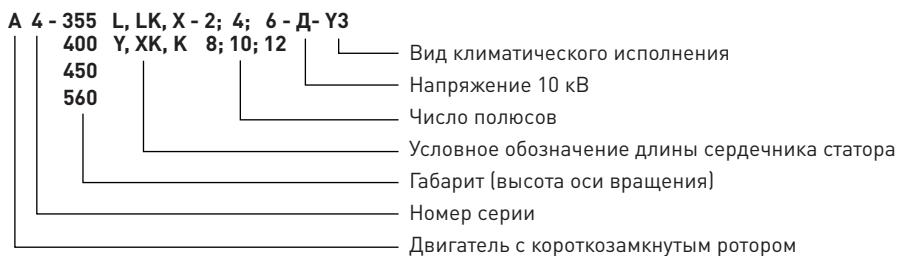 А 4 - 355 L, LK, X - 2; 4; 6 - Д- У3
400 Y, XK, K 8; 10; 12
450
560
Вид климатического исполнения
Напряжение 10 кВ
Число полюсов
Условное обозначение длины сердечника статора
Габарит (высота оси вращения)
Номер серии
Двигатель с короткозамкнутым ротором